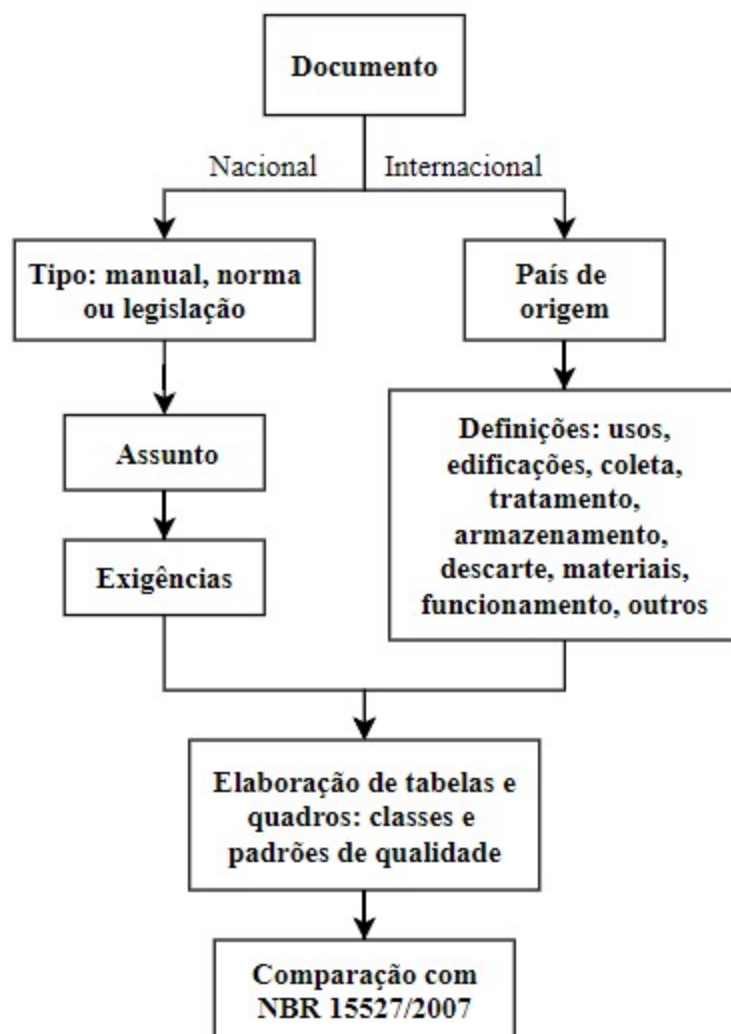 Documento
Nacional
Internacional
Tipo: manual, norma
ou legislação
País de
origem
Assunto
Exigências
Definições: usos,
edificações, coleta,
tratamento,
armazenamento,
descarte, materiais,
funcionamento, outros
Elaboração de tabelas e
quadros: classes e
padrões de qualidade
Comparação com
NBR 15527/2007